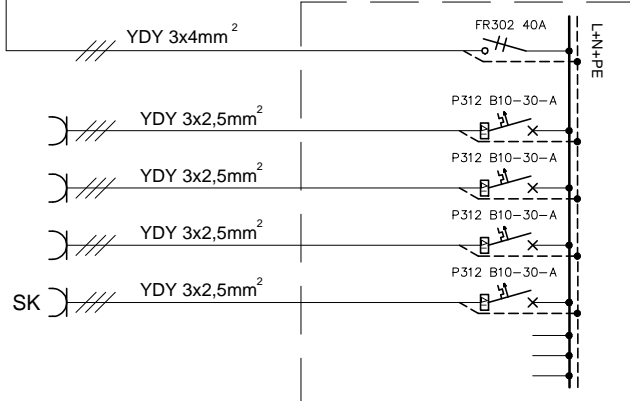 FR302 40A
YDY 3x4mm²
L+N+PE
P312 B10-30-A
YDY 3x2,5mm²
P312 B10-30-A
YDY 3x2,5mm²
P312 B10-30-A
YDY 3x2,5mm²
P312 B10-30-A
SK YDY 3x2,5mm²